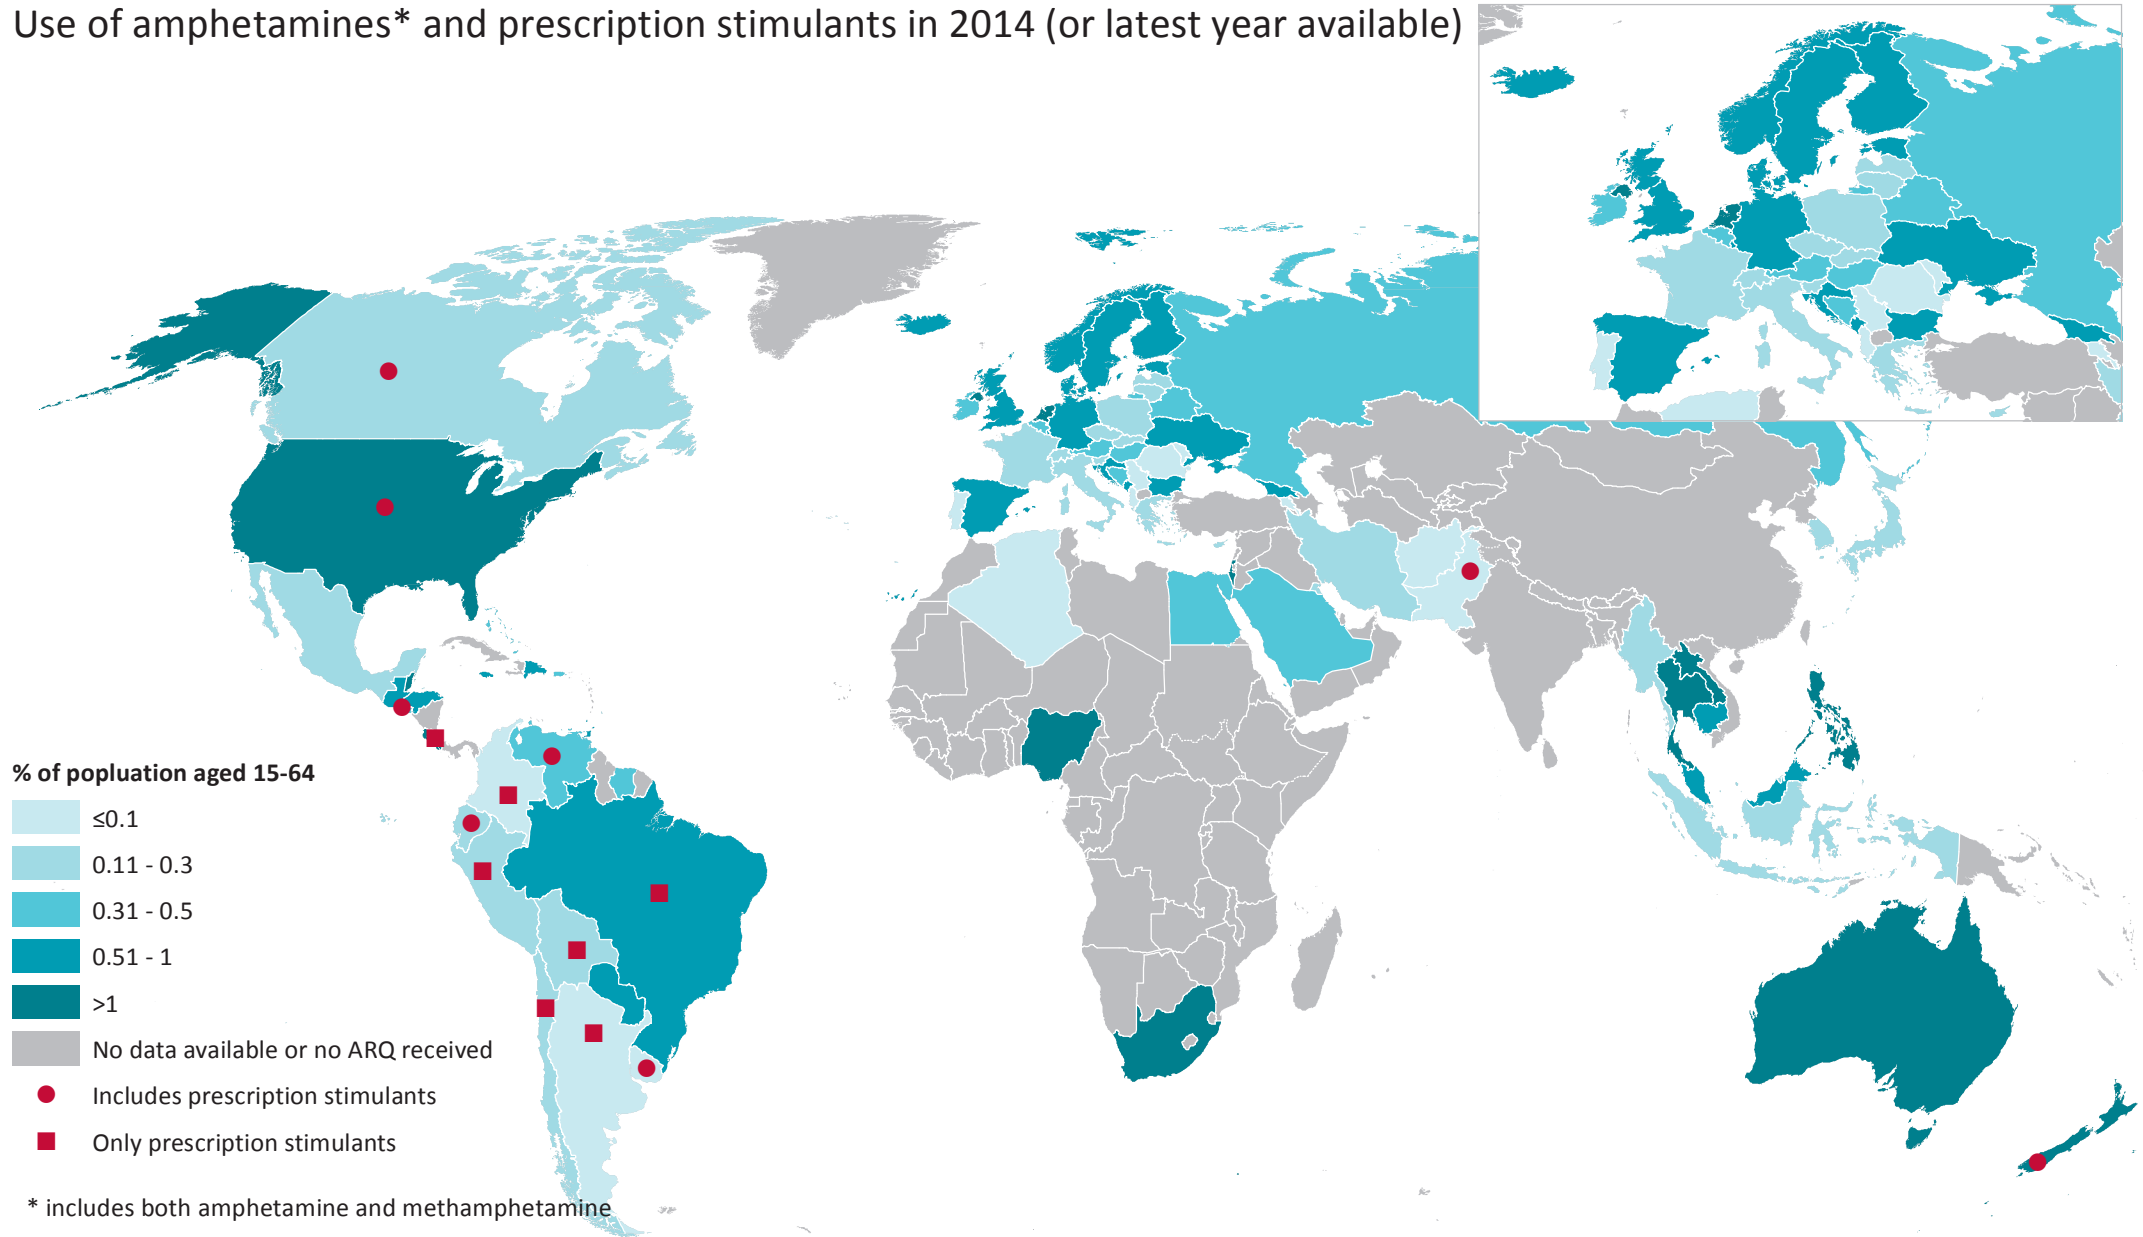 Use of amphetamines* and prescription stimulants in 2014 (or latest year available)
% of popluation aged 15-64
≤0.1
0.11 - 0.3
0.31 - 0.5
0.51 - 1
>1
No data available or no ARQ received
Includes prescription stimulants
Only prescription stimulants
* includes both amphetamine and methamphetamine